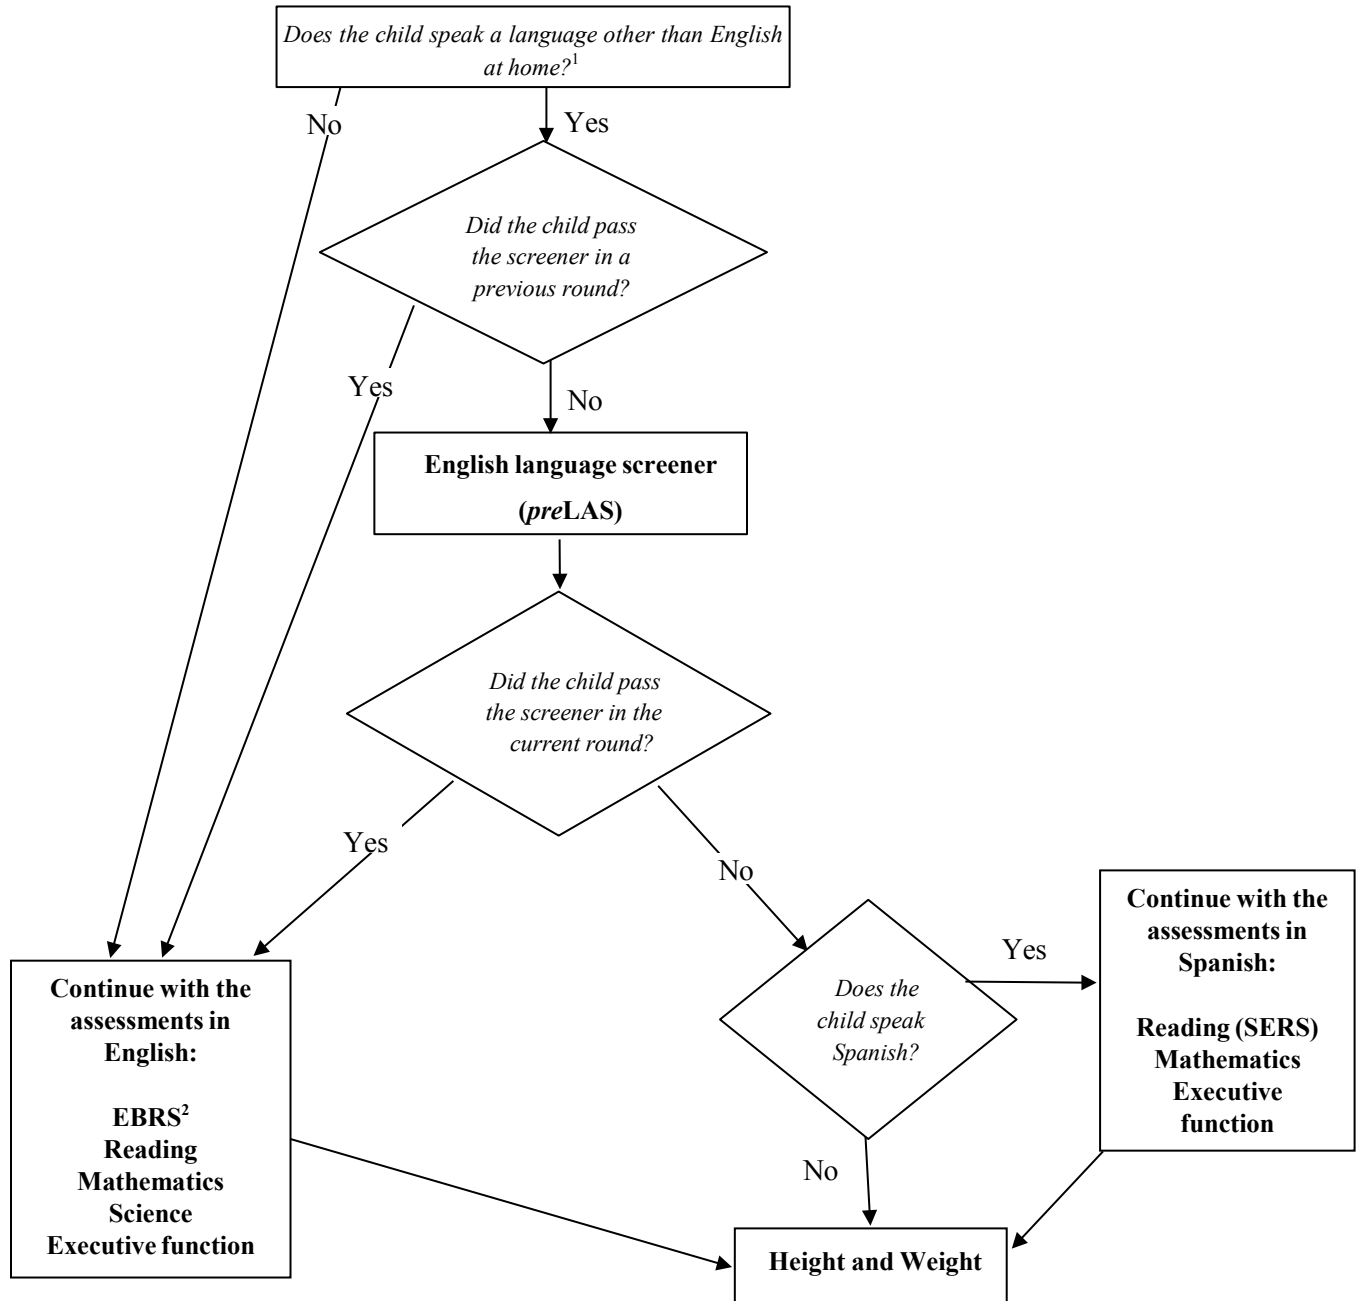 Does the child speak a language other than English
at home?1
No
Yes
Did the child pass
the screener in a
previous round?
Yes
No
English language screener
(preLAS)
Did the child pass
the screener in the
current round?
Yes
No
Does the
child speak
Spanish?
Yes
No
Continue with the
assessments in
Spanish:
Reading (SERS)
Mathematics
Executive
function
Continue with the
assessments in
English:
EBRS2
Reading
Mathematics
Science
Executive function
Height and Weight